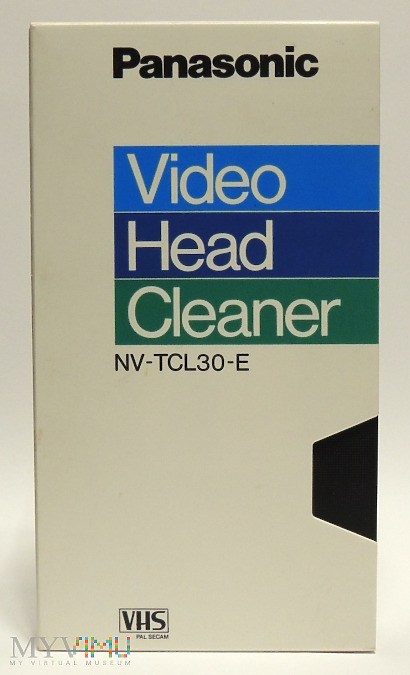 Panasonic
Video
Head
Cleaner
NV-TCL30-E
VHS
PAL SECAM
MYVIMU
MY VIRTUAL MUSEUM